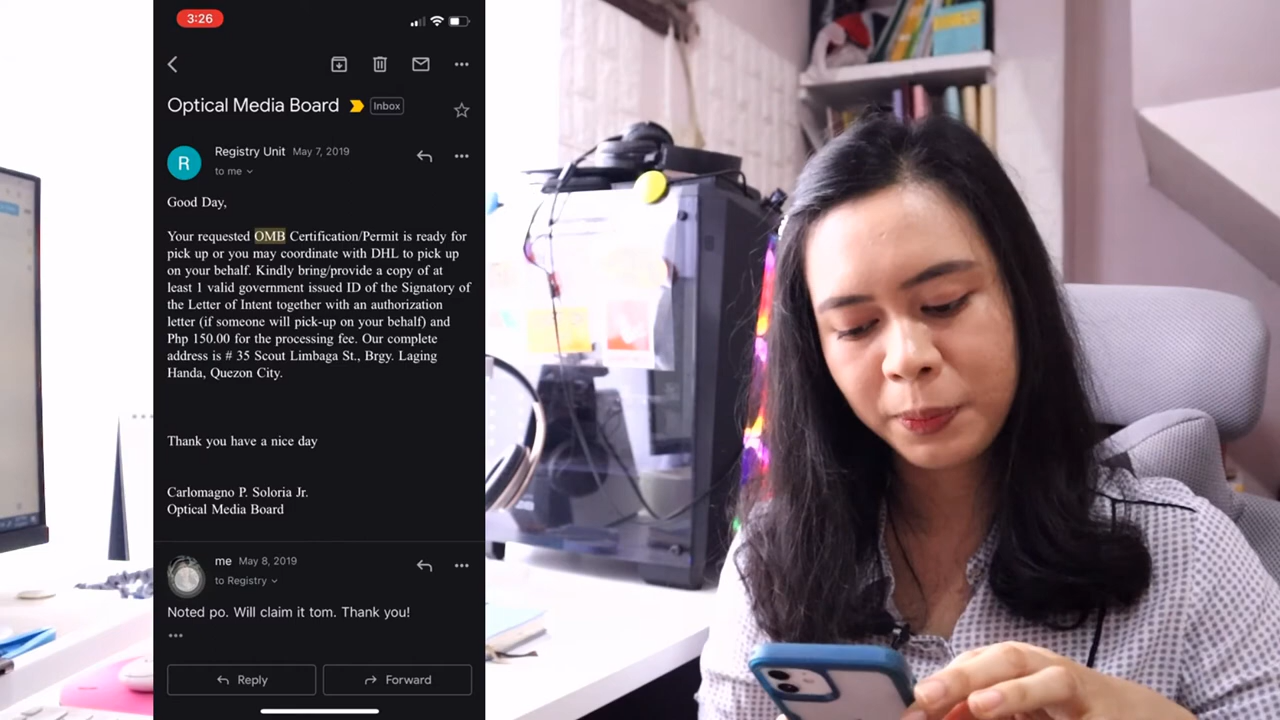 3:26
Optical Media Board Inbox
Registry Unit May 7, 2019
R
to me
Good Day,
Your requested OMB Certification/Permit is ready for
pick up or you may coordinate with DHL to pick up
on your behalf. Kindly bring/provide a copy of at
least 1 valid government issued ID of the Signatory of
the Letter of Intent together with an authorization
letter (if someone will pick-up on your behalf) and
Php 150.00 for the processing fee. Our complete
address is # 35 Scout Limbaga St., Brgy. Laging
Handa, Quezon City.
Thank you have a nice day
Carlomagno P. Soloria Jr.
Optical Media Board
me May 8, 2019
to Registry
Noted po. Will claim it tom. Thank you!
Reply Forward